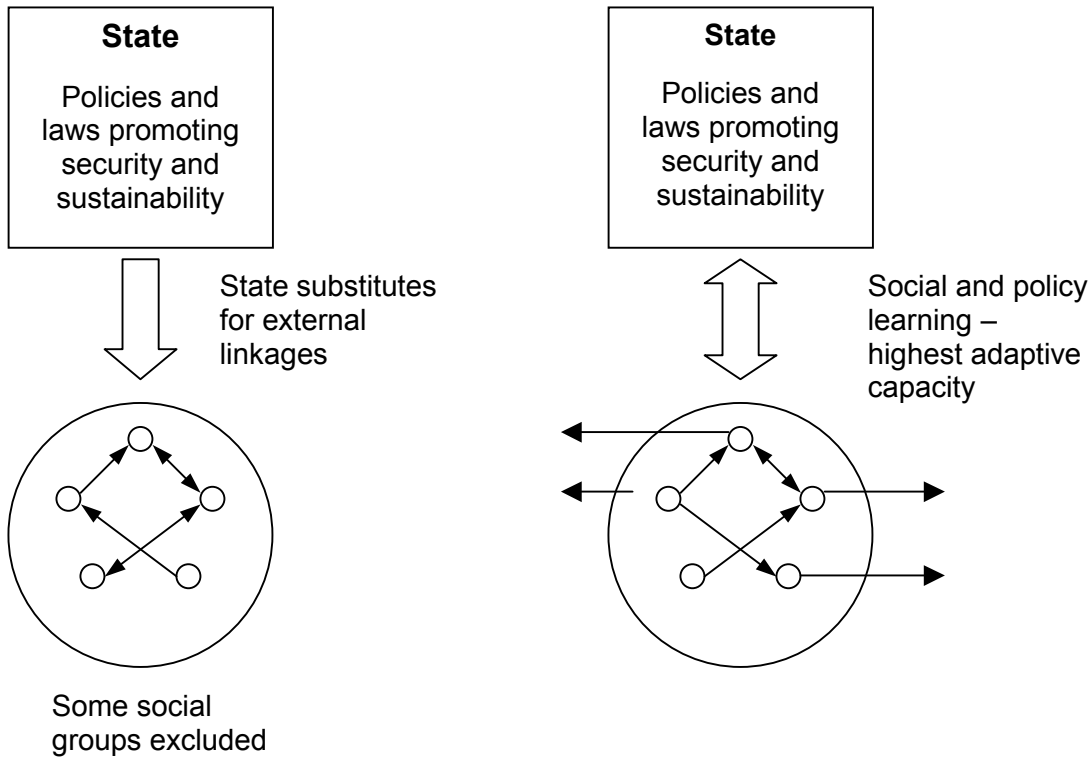 State
Policies and
laws promoting
security and
sustainability
State substitutes
for external
linkages
Some social
groups excluded
State
Policies and
laws promoting
security and
sustainability
Social and policy
learning –
highest adaptive
capacity